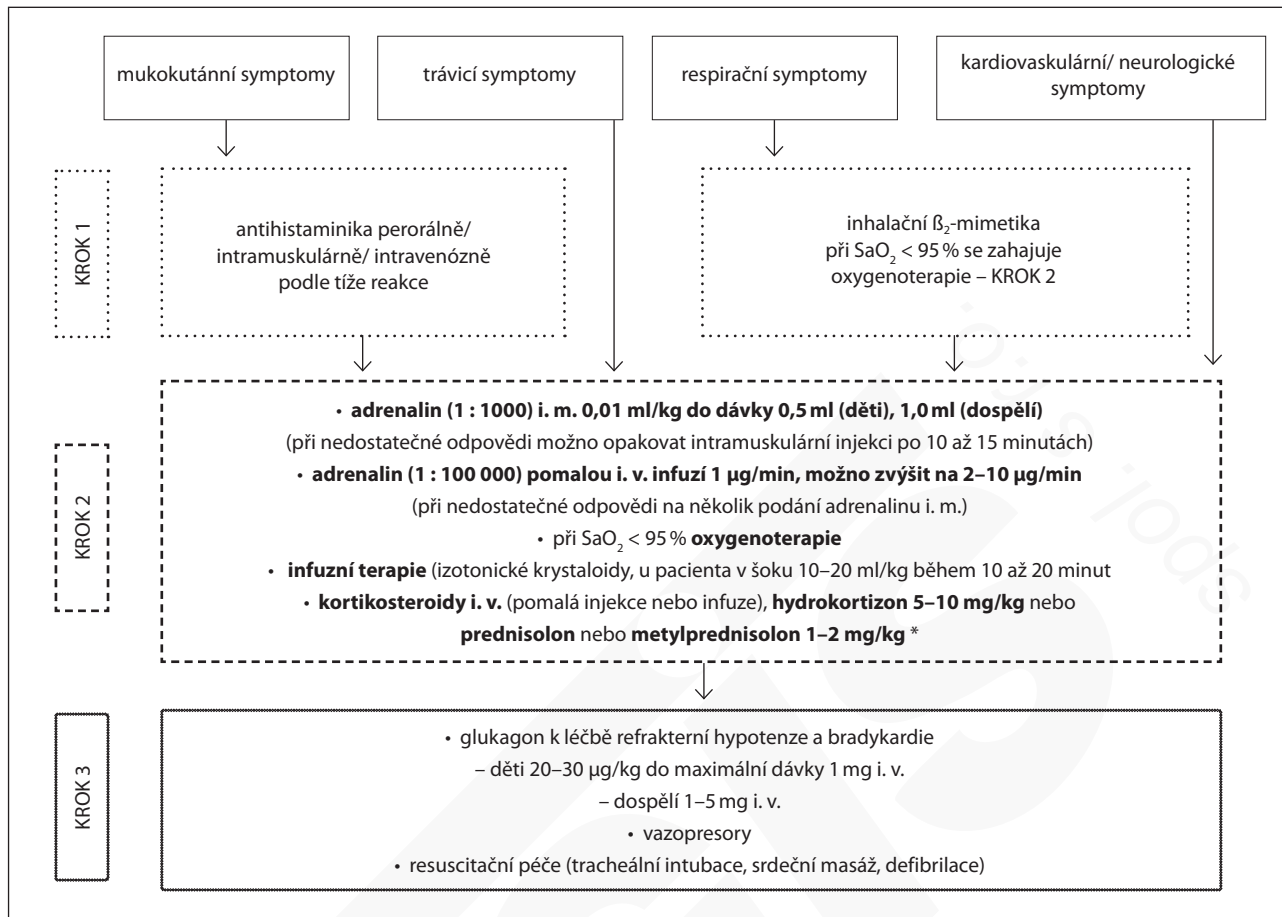 mukokutánní symptomy
trávicí symptomy
respirační symptomy
kardiovaskulární/ neurologické
symptomy
KROK 1
antihistaminika perorálně/
intramuskulárně/ intravenózně
podle tíže reakce
inhalační ß₂-mimetika
při SaO₂ < 95 % se zahajuje
oxygenoterapie – KROK 2
KROK 2
• adrenalin (1 : 1000) i. m. 0,01 ml/kg do dávky 0,5 ml (děti), 1,0 ml (dospělí)
(při nedostatečné odpovědi možno opakovat intramuskulární injekci po 10 až 15 minutách)
• adrenalin (1 : 100 000) pomalou i. v. infuzí 1 μg/min, možno zvýšit na 2–10 μg/min
(při nedostatečné odpovědi na několik podání adrenalinu i. m.)
• při SaO₂ < 95 % oxygenoterapie
• infuzní terapie (izotonické krystaloidy, u pacienta v šoku 10–20 ml/kg během 10 až 20 minut
• kortikosteroidy i. v. (pomalá injekce nebo infuze), hydrokortizon 5–10 mg/kg nebo
prednisolon nebo metylprednisolon 1–2 mg/kg *
KROK 3
• glukagon k léčbě refrakterní hypotenze a bradykardie
– děti 20–30 μg/kg do maximální dávky 1 mg i. v.
– dospělí 1–5 mg i. v.
• vazopresory
• resuscitační péče (tracheální intubace, srdeční masáž, defibrilace)
spol. s r.o.